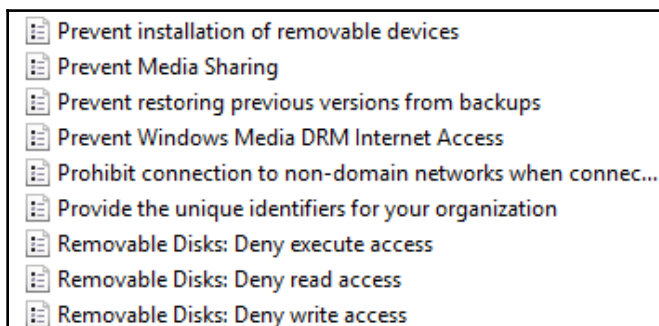 Prevent installation of removable devices
Prevent Media Sharing
Prevent restoring previous versions from backups
Prevent Windows Media DRM Internet Access
Prohibit connection to non-domain networks when connec...
Provide the unique identifiers for your organization
Removable Disks: Deny execute access
Removable Disks: Deny read access
Removable Disks: Deny write access